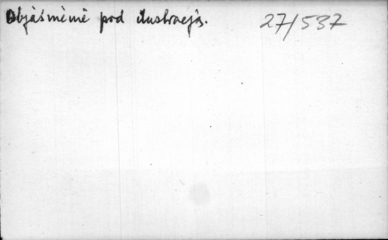 Objaśnienie pod ilustracją.
27/537